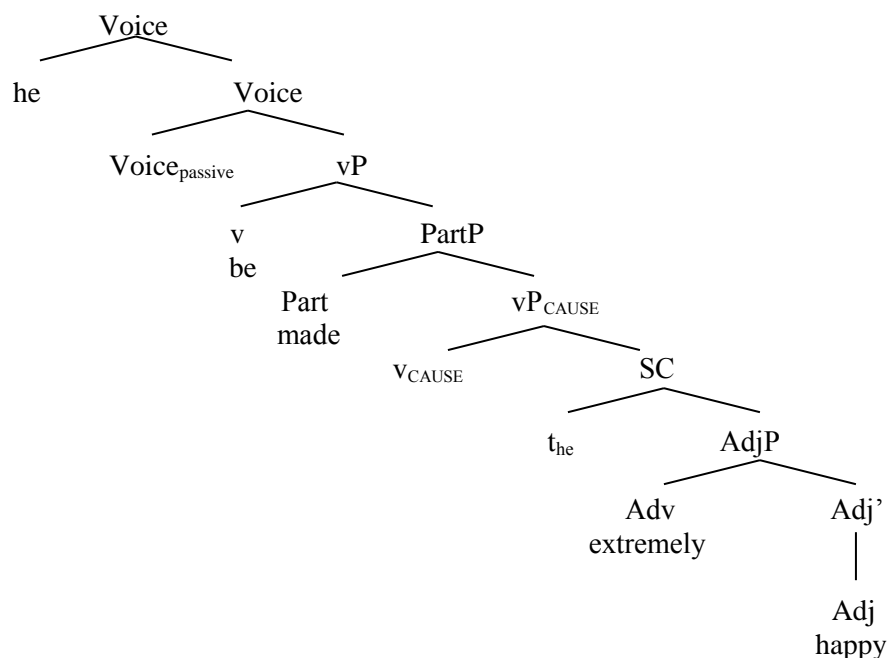 Voice
he Voice
Voicepassive vP
v PartP
be
Part vPCAUSE
made
vCAUSE SC
the AdjP
Adv Adj’
extremely
Adj
happy